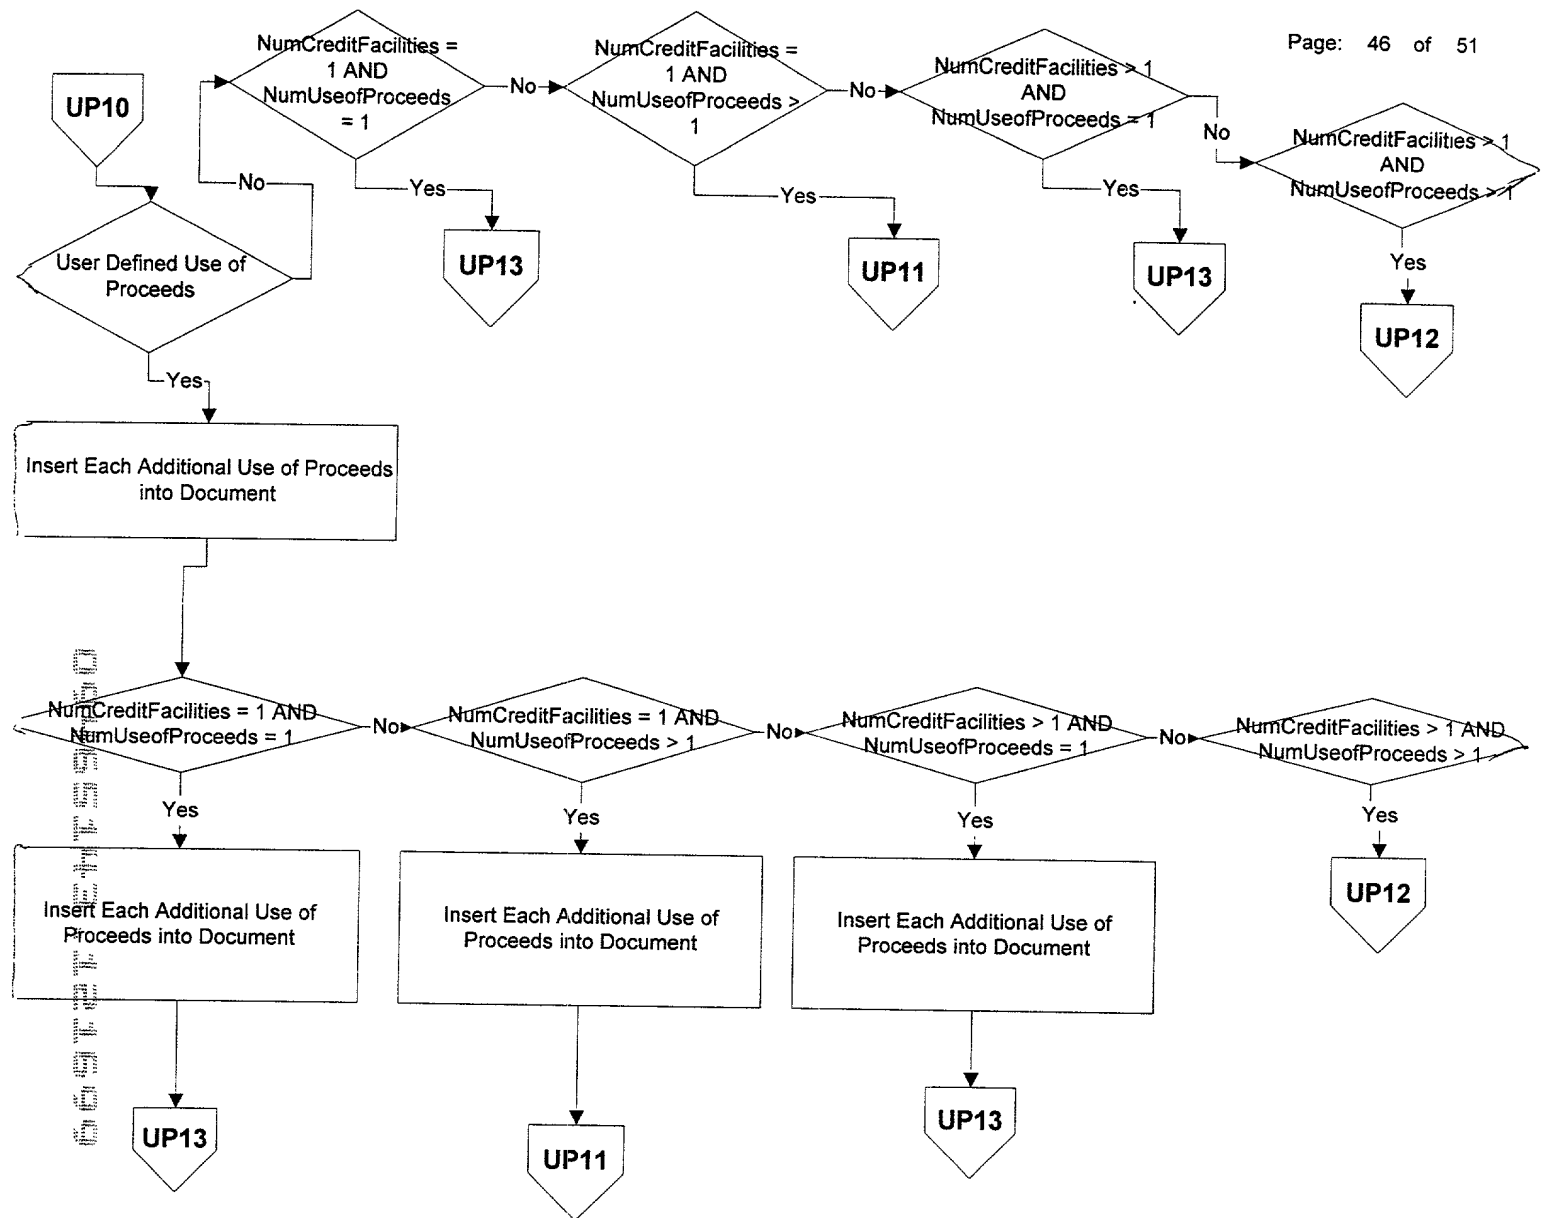 Page: 46 of 51
UP10
NumCreditFacilities =
1 AND
NumUseofProceeds
= 1
No
NumCreditFacilities =
1 AND
NumUseofProceeds >
1
No
NumCreditFacilities > 1
AND
NumUseofProceeds = 1
No
NumCreditFacilities > 1
AND
NumUseofProceeds > 1
No
Yes
Yes
Yes
Yes
UP13
UP11
UP13
UP12
User Defined Use of
Proceeds
Yes
Insert Each Additional Use of Proceeds
into Document
NumCreditFacilities = 1 AND
NumUseofProceeds = 1
No
NumCreditFacilities = 1 AND
NumUseofProceeds > 1
No
NumCreditFacilities > 1 AND
NumUseofProceeds = 1
No
NumCreditFacilities > 1 AND
NumUseofProceeds > 1
Yes
Yes
Yes
Yes
Insert Each Additional Use of
Proceeds into Document
Insert Each Additional Use of
Proceeds into Document
Insert Each Additional Use of
Proceeds into Document
UP12
UP13
UP11
UP13